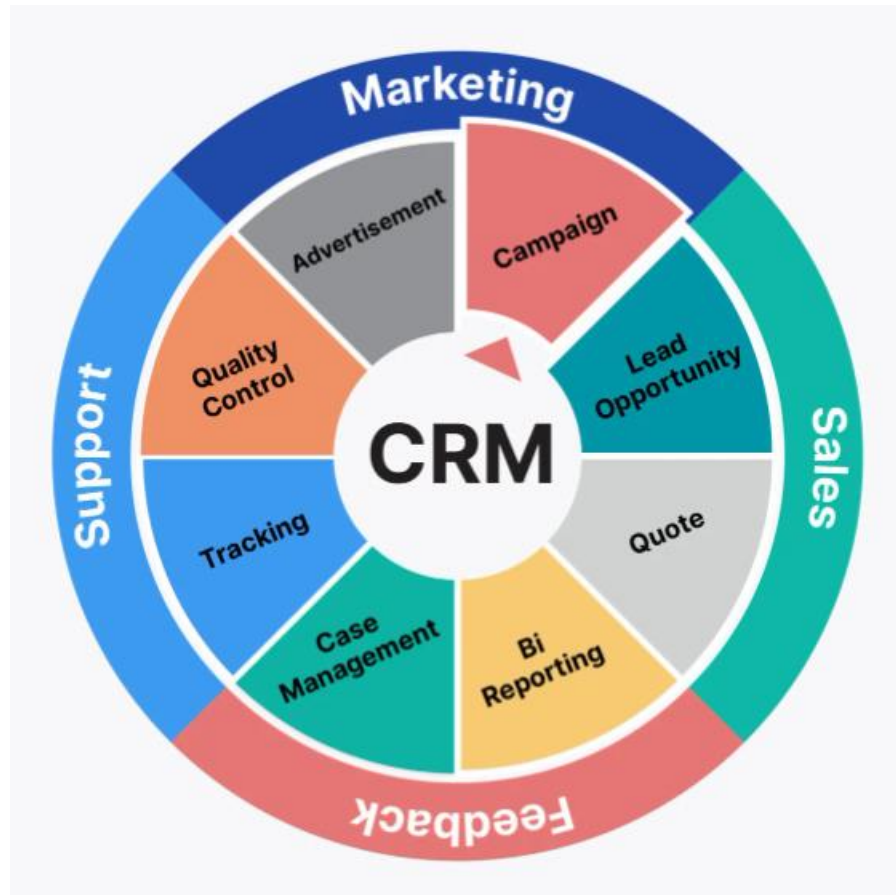 Marketing
Campaign
Lead
Opportunity
Sales
Quote
Bi
Reporting
Feedback
Case
Management
Tracking
Support
Quality
Control
Advertisement
CRM